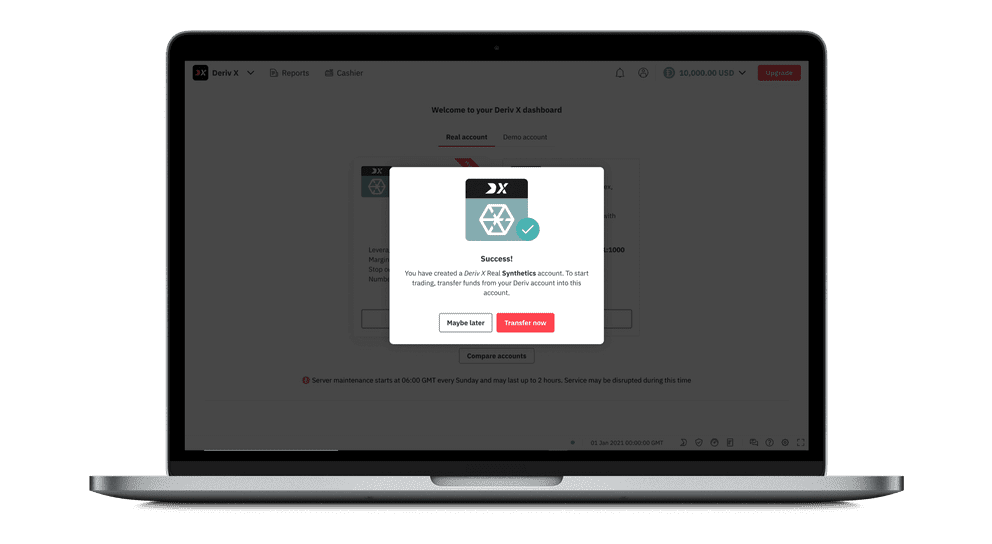 DX Deriv X Reports Cashier 10,000.00 USD Upgrade
Welcome to your Deriv X dashboard
Real account Demo account
DX
DX
Success!
You have created a Deriv X Real Synthetics account. To start
trading, transfer funds from your Deriv account into this
account.
Maybe later Transfer now
with
:1000
Margin
Stop
Compare accounts
Server maintenance starts at 06:00 GMT every Sunday and may last up to 2 hours. Service may be disrupted during this time
01 Jan 2021 00:00:00 GMT